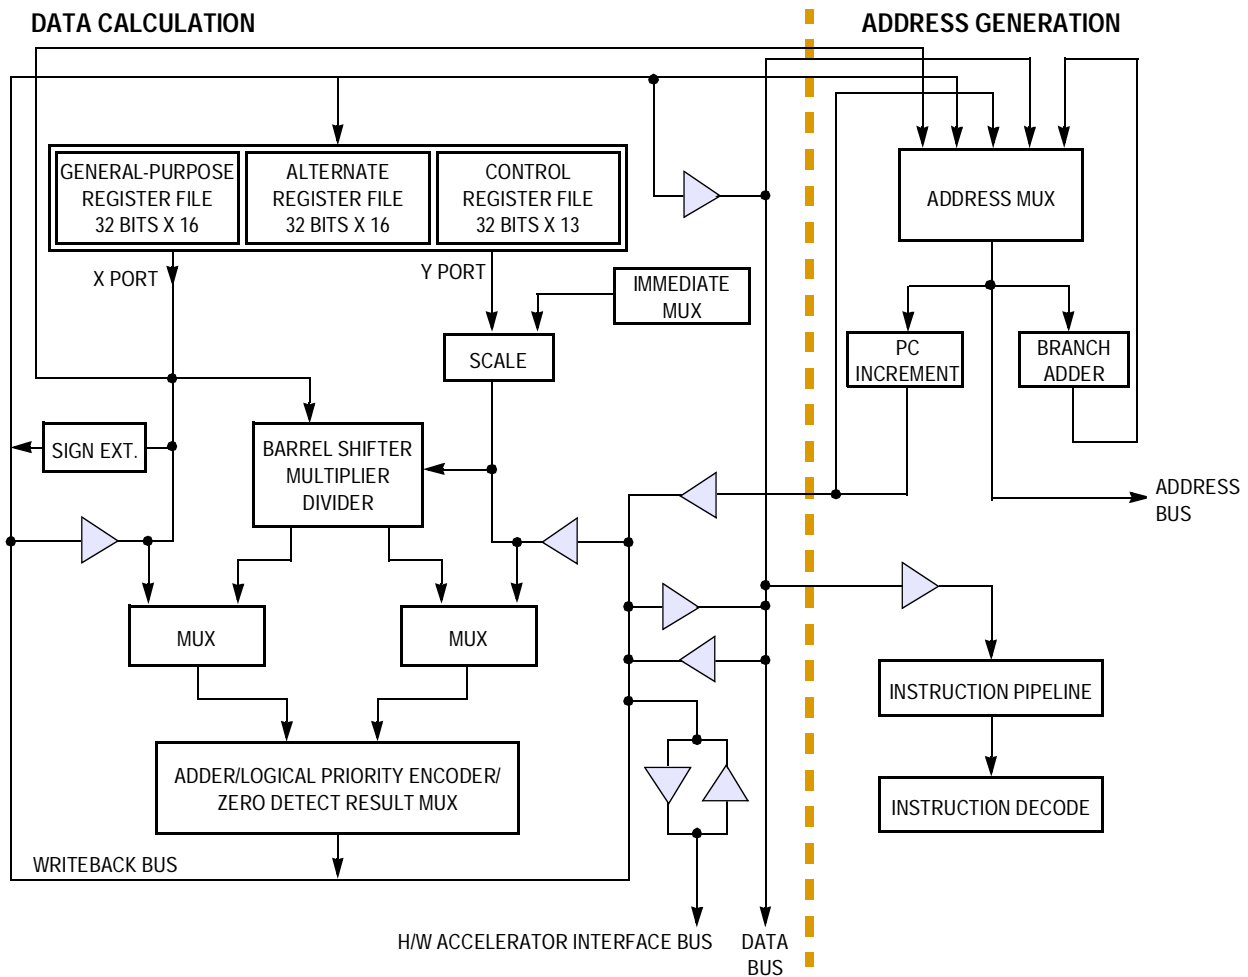 DATA CALCULATION
ADDRESS GENERATION
GENERAL-PURPOSE
REGISTER FILE
32 BITS X 16
ALTERNATE
REGISTER FILE
32 BITS X 16
CONTROL
REGISTER FILE
32 BITS X 13
ADDRESS MUX
X PORT
Y PORT
IMMEDIATE
MUX
SCALE
PC
INCREMENT
BRANCH
ADDER
SIGN EXT.
BARREL SHIFTER
MULTIPLIER
DIVIDER
ADDRESS
BUS
MUX
MUX
INSTRUCTION PIPELINE
ADDER/LOGICAL PRIORITY ENCODER/
ZERO DETECT RESULT MUX
INSTRUCTION DECODE
WRITEBACK BUS
H/W ACCELERATOR INTERFACE BUS
DATA
BUS